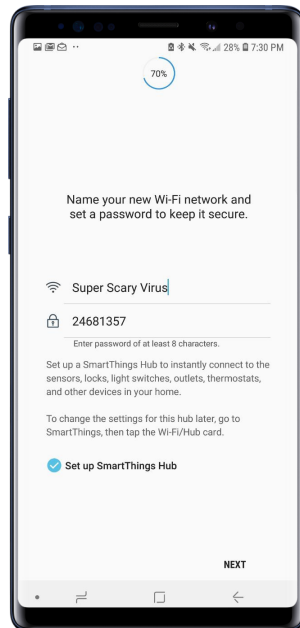 28% 7:30 PM
70%
Name your new Wi-Fi network and
set a password to keep it secure.
Super Scary Virus
24681357
Enter password of at least 8 characters.
Set up a SmartThings Hub to instantly connect to the
sensors, locks, light switches, outlets, thermostats,
and other devices in your home.
To change the settings for this hub later, go to
SmartThings, then tap the Wi-Fi/Hub card.
Set up SmartThings Hub
NEXT